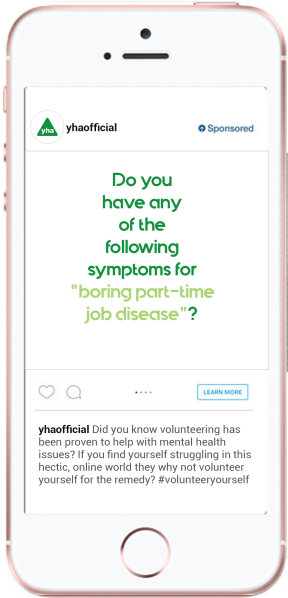 yha
yhaofficial
Sponsored
Do you
have any
of the
following
symptoms for
"boring part-time
job disease"?
LEARN MORE
yhaofficial Did you know volunteering has
been proven to help with mental health
issues? If you find yourself struggling in this
hectic, online world they why not volunteer
yourself for the remedy? #volunteeryourself